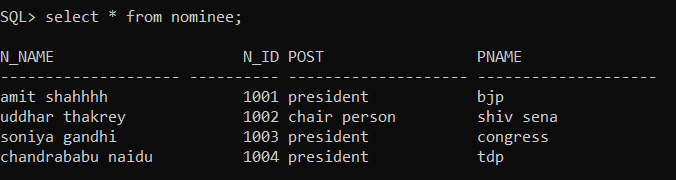 SQL> select * from nominee;
N_NAME                     N_ID POST                 PNAME
-------------------- ---------- -------------------- --------------------
amit shahhhh               1001 president            bjp
uddhar thakrey             1002 chair person         shiv sena
soniya gandhi              1003 president            congress
chandrababu naidu          1004 president            tdp